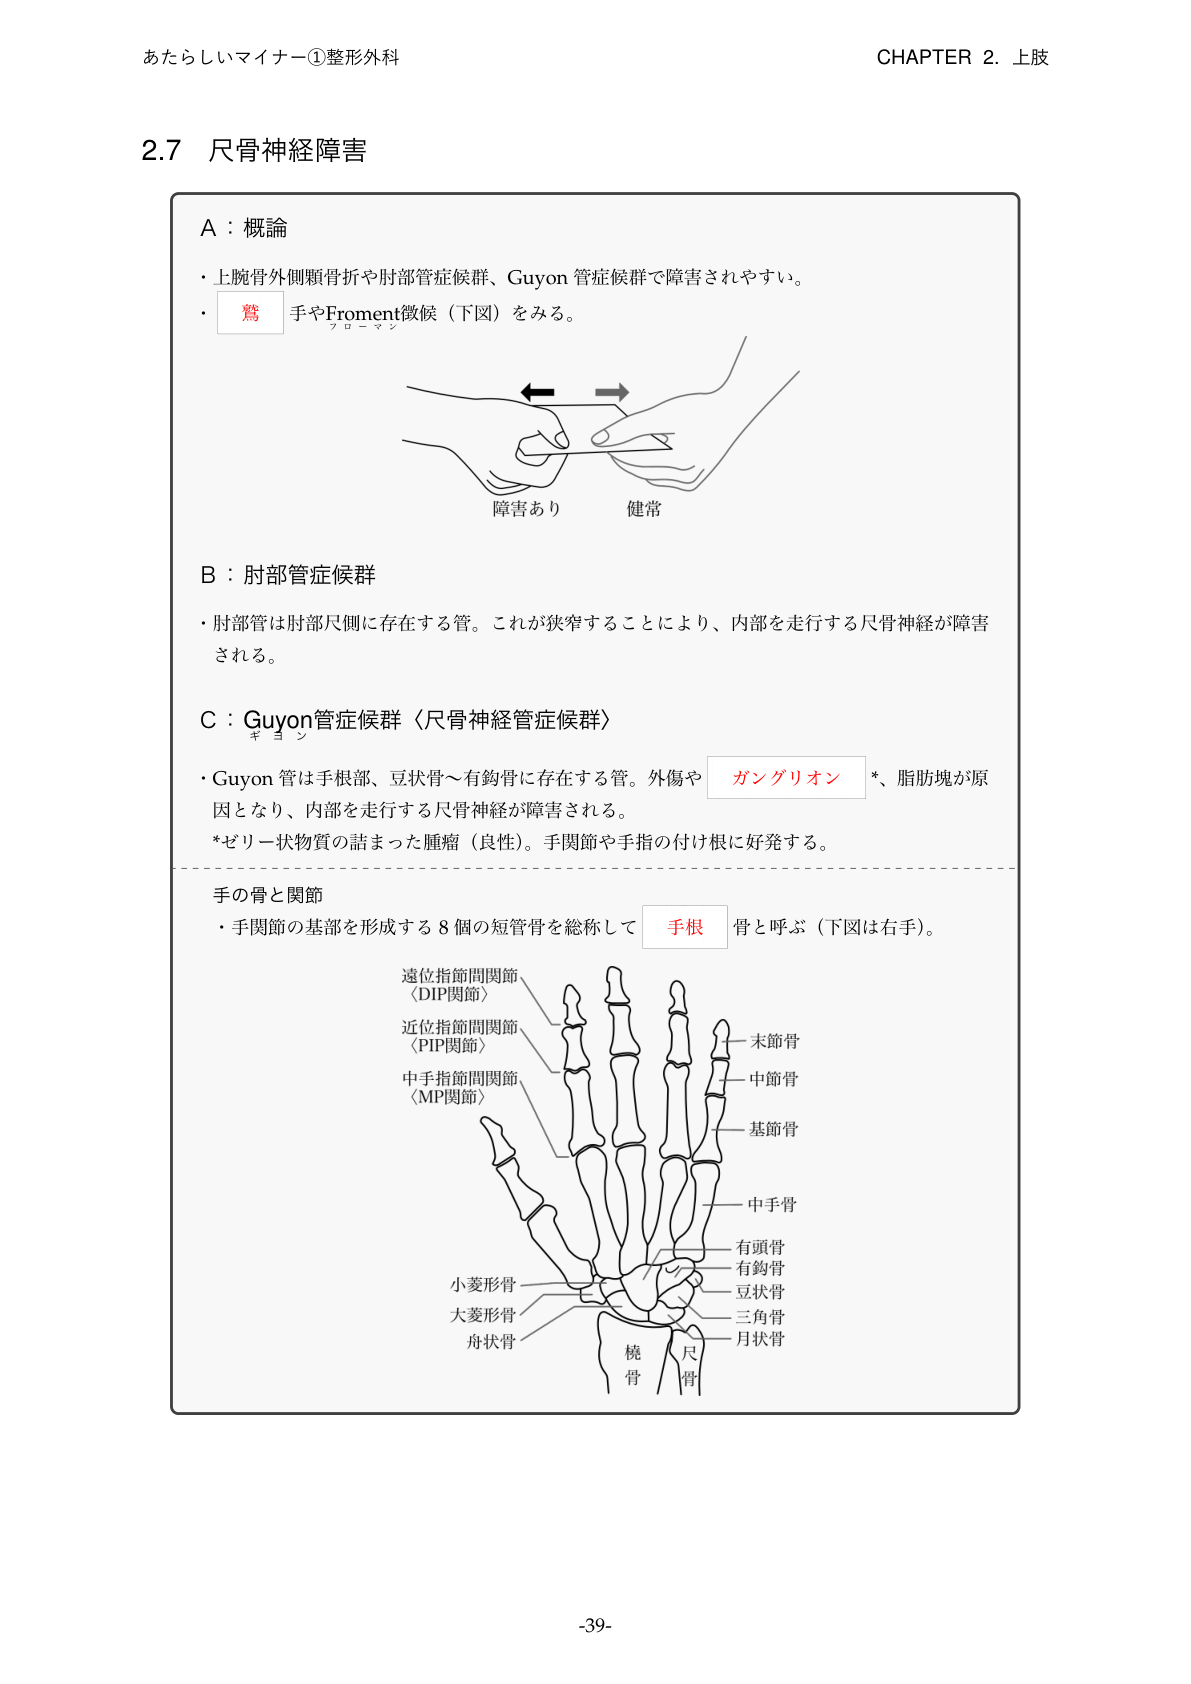 あたらしいマイナー①整形外科
CHAPTER 2. 上肢
2.7 尺骨神経障害
A：概論
・上腕骨外側顆骨折や肘部管症候群、Guyon 管症候群で障害されやすい。
・ 鷲 手やFroment徴候（下図）をみる。
フローマン
障害あり 健常
B：肘部管症候群
・肘部管は肘部尺側に存在する管。これが狭窄することにより、内部を走行する尺骨神経が障害
される。
C：Guyon管症候群〈尺骨神経管症候群〉
ギヨン
・Guyon 管は手根部、豆状骨～有鈎骨に存在する管。外傷や ガングリオン *、脂肪塊が原
因となり、内部を走行する尺骨神経が障害される。
*ゼリー状物質の詰まった腫瘤（良性）。手関節や手指の付け根に好発する。
手の骨と関節
・手関節の基部を形成する 8 個の短管骨を総称して 手根 骨と呼ぶ（下図は右手）。
遠位指節間関節
〈DIP関節〉
近位指節間関節
〈PIP関節〉
中手指節間関節
〈MP関節〉
末節骨
中節骨
基節骨
中手骨
有頭骨
有鈎骨
豆状骨
三角骨
月状骨
小菱形骨
大菱形骨
舟状骨
橈骨
尺骨
-39-